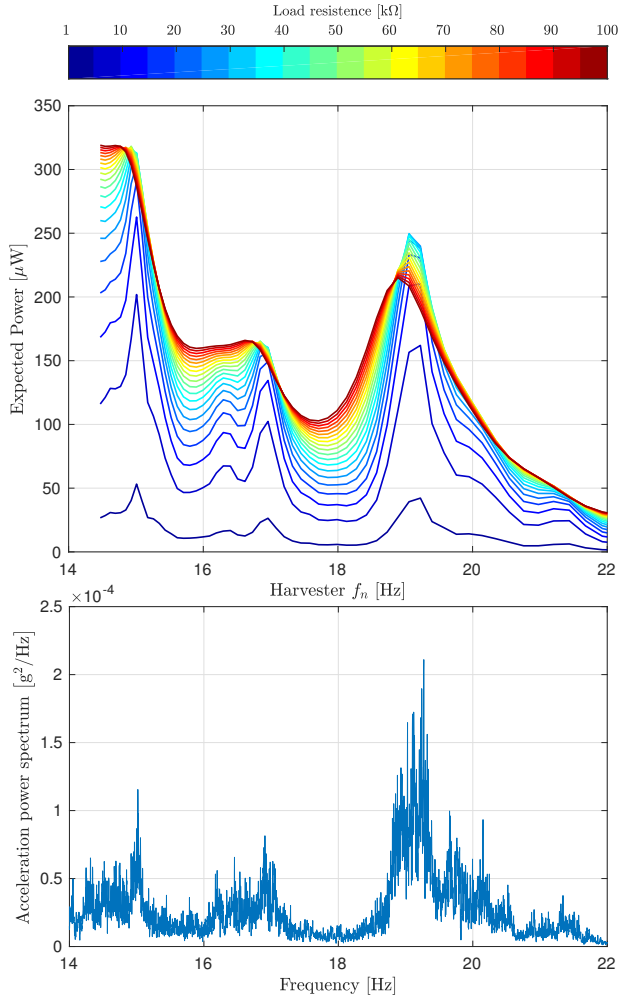 Load resistence [kΩ]
1 10 20 30 40 50 60 70 80 90 100
Expected Power [μW]
350
300
250
200
150
100
50
0
14 16 18 20 22
Harvester fₙ [Hz]
×10⁻⁴
Acceleration power spectrum [g²/Hz]
2.5
2
1.5
1
0.5
0
14 16 18 20 22
Frequency [Hz]